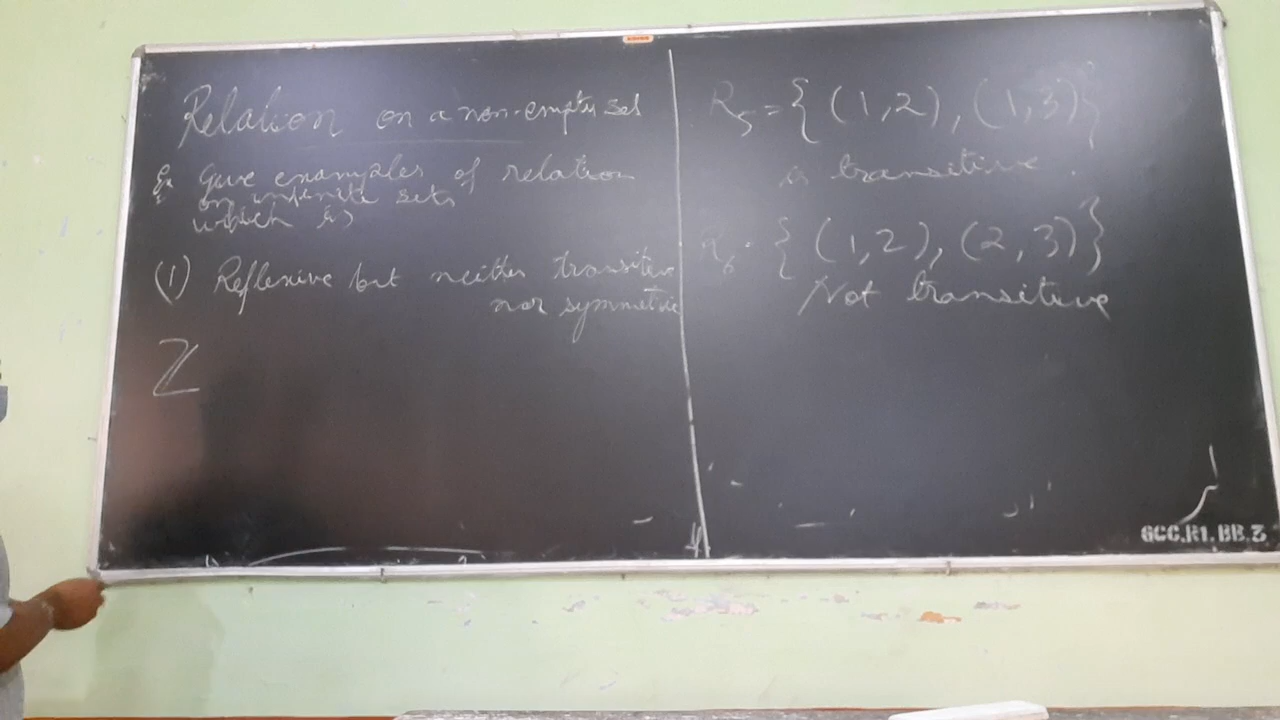 Relation on a non-empty set
Ex Give examples of relation
on infinite sets
which is
(1) Reflexive but neither transitive
nor symmetric
ℤ
R5 = { (1,2), (1,3) }
is transitive.
R6 = { (1,2), (2,3) }
Not transitive
GCC.R1.BB.3